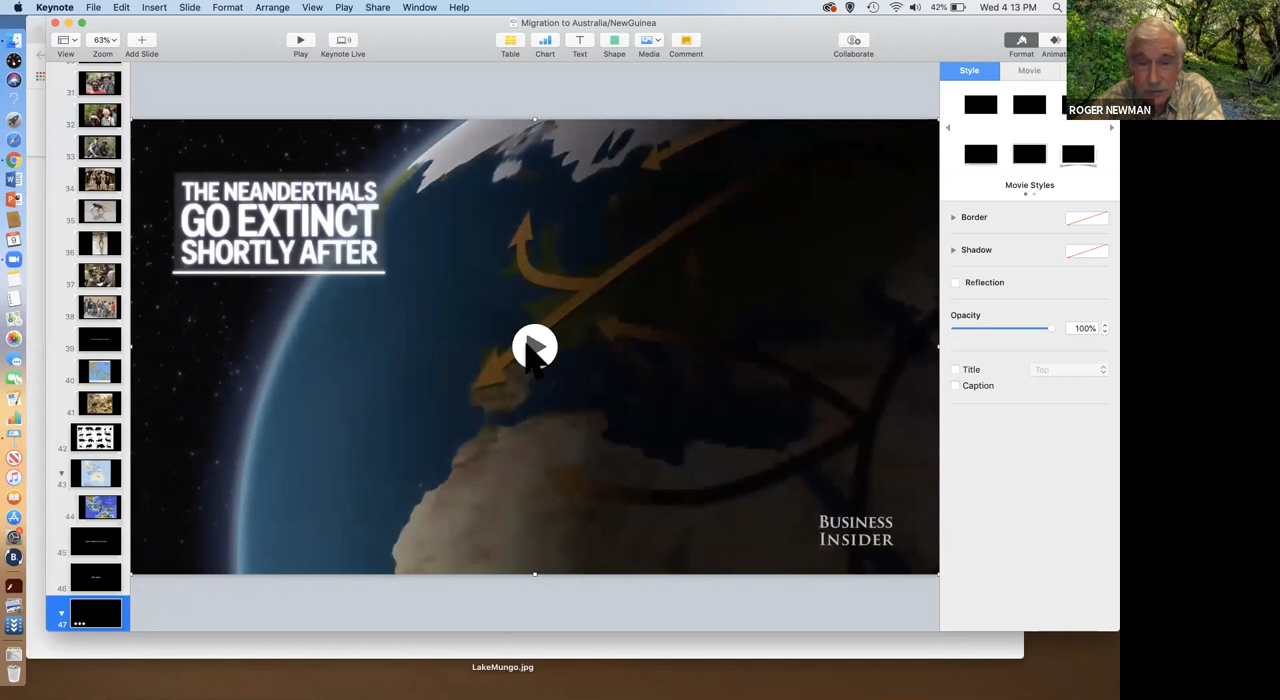 Keynote File Edit Insert Slide Format Arrange View Play Share Window Help
42% Wed 4 13 PM
Migration to Australia/NewGuinea
63%
View Zoom Add Slide Play Keynote Live Table Chart Text Shape Media Comment Collaborate Format Animat
Style Movie
ROGER NEWMAN
31
32
33
34
35
36
37
38
39
40
41
42
43
44
45
46
47
THE NEANDERTHALS
GO EXTINCT
SHORTLY AFTER
BUSINESS
INSIDER
Movie Styles
Border
Shadow
Reflection
Opacity
100%
Title Top
Caption
LakeMungo.jpg